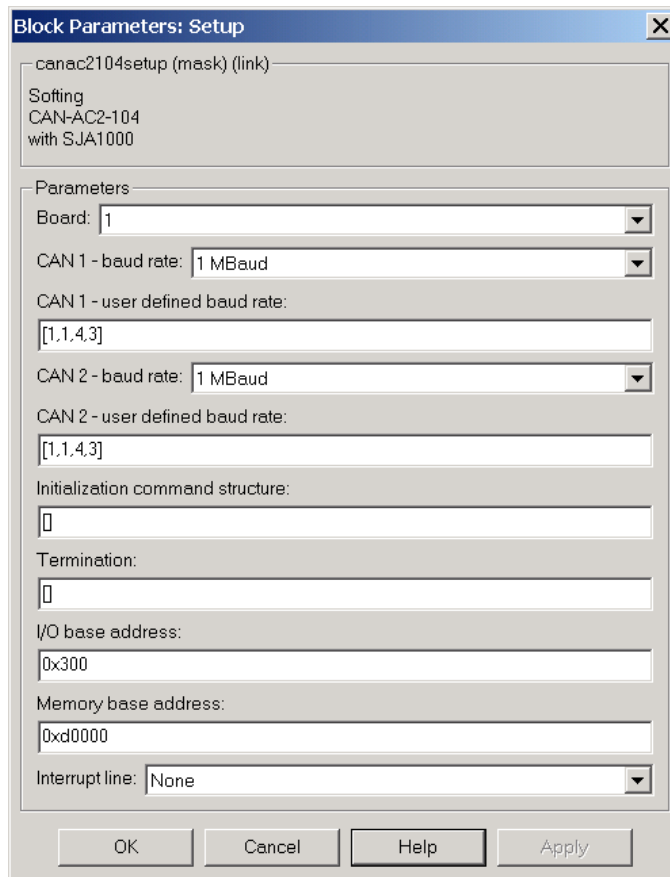 Block Parameters: Setup
canac2104setup (mask) (link)
Softing
CAN-AC2-104
with SJA1000
Parameters
Board: 1
CAN 1 - baud rate: 1 MBaud
CAN 1 - user defined baud rate:
[1,1,4,3]
CAN 2 - baud rate: 1 MBaud
CAN 2 - user defined baud rate:
[1,1,4,3]
Initialization command structure:
[]
Termination:
[]
I/O base address:
0x300
Memory base address:
0xd0000
Interrupt line: None
OK Cancel Help Apply